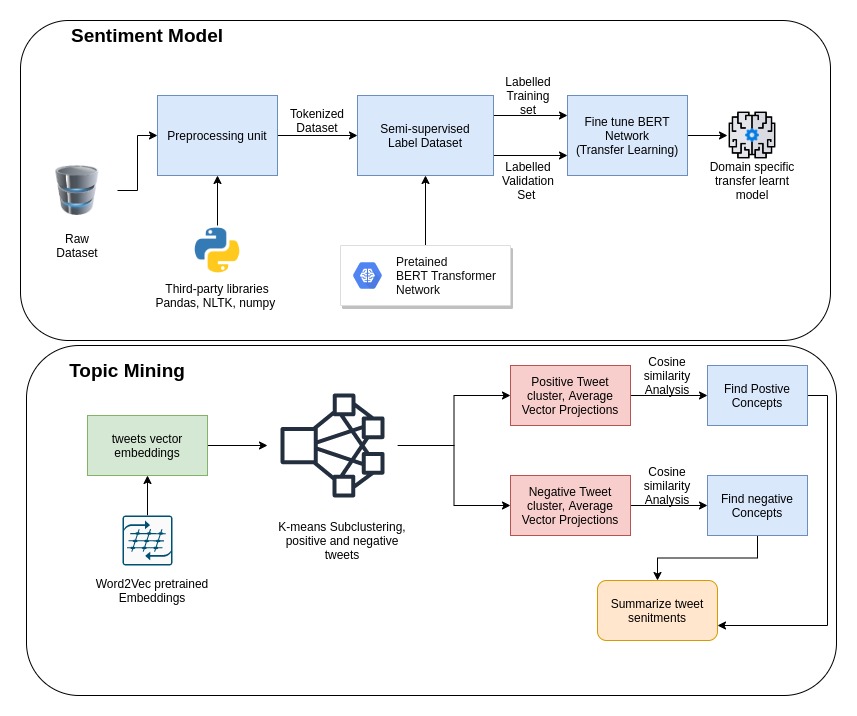 Sentiment Model
Labelled
Training
set
Tokenized
Dataset
Preprocessing unit
Semi-supervised
Label Dataset
Fine tune BERT
Network
(Transfer Learning)
Labelled
Validation
Set
Domain specific
transfer learnt
model
Raw
Dataset
Third-party libraries
Pandas, NLTK, numpy
Pretained
BERT Transformer
Network
Topic Mining
tweets vector
embeddings
Word2Vec pretrained
Embeddings
K-means Subclustering,
positive and negative
tweets
Positive Tweet
cluster, Average
Vector Projections
Cosine
similarity
Analysis
Find Postive
Concepts
Negative Tweet
cluster, Average
Vector Projections
Cosine
similarity
Analysis
Find negative
Concepts
Summarize tweet
senitments